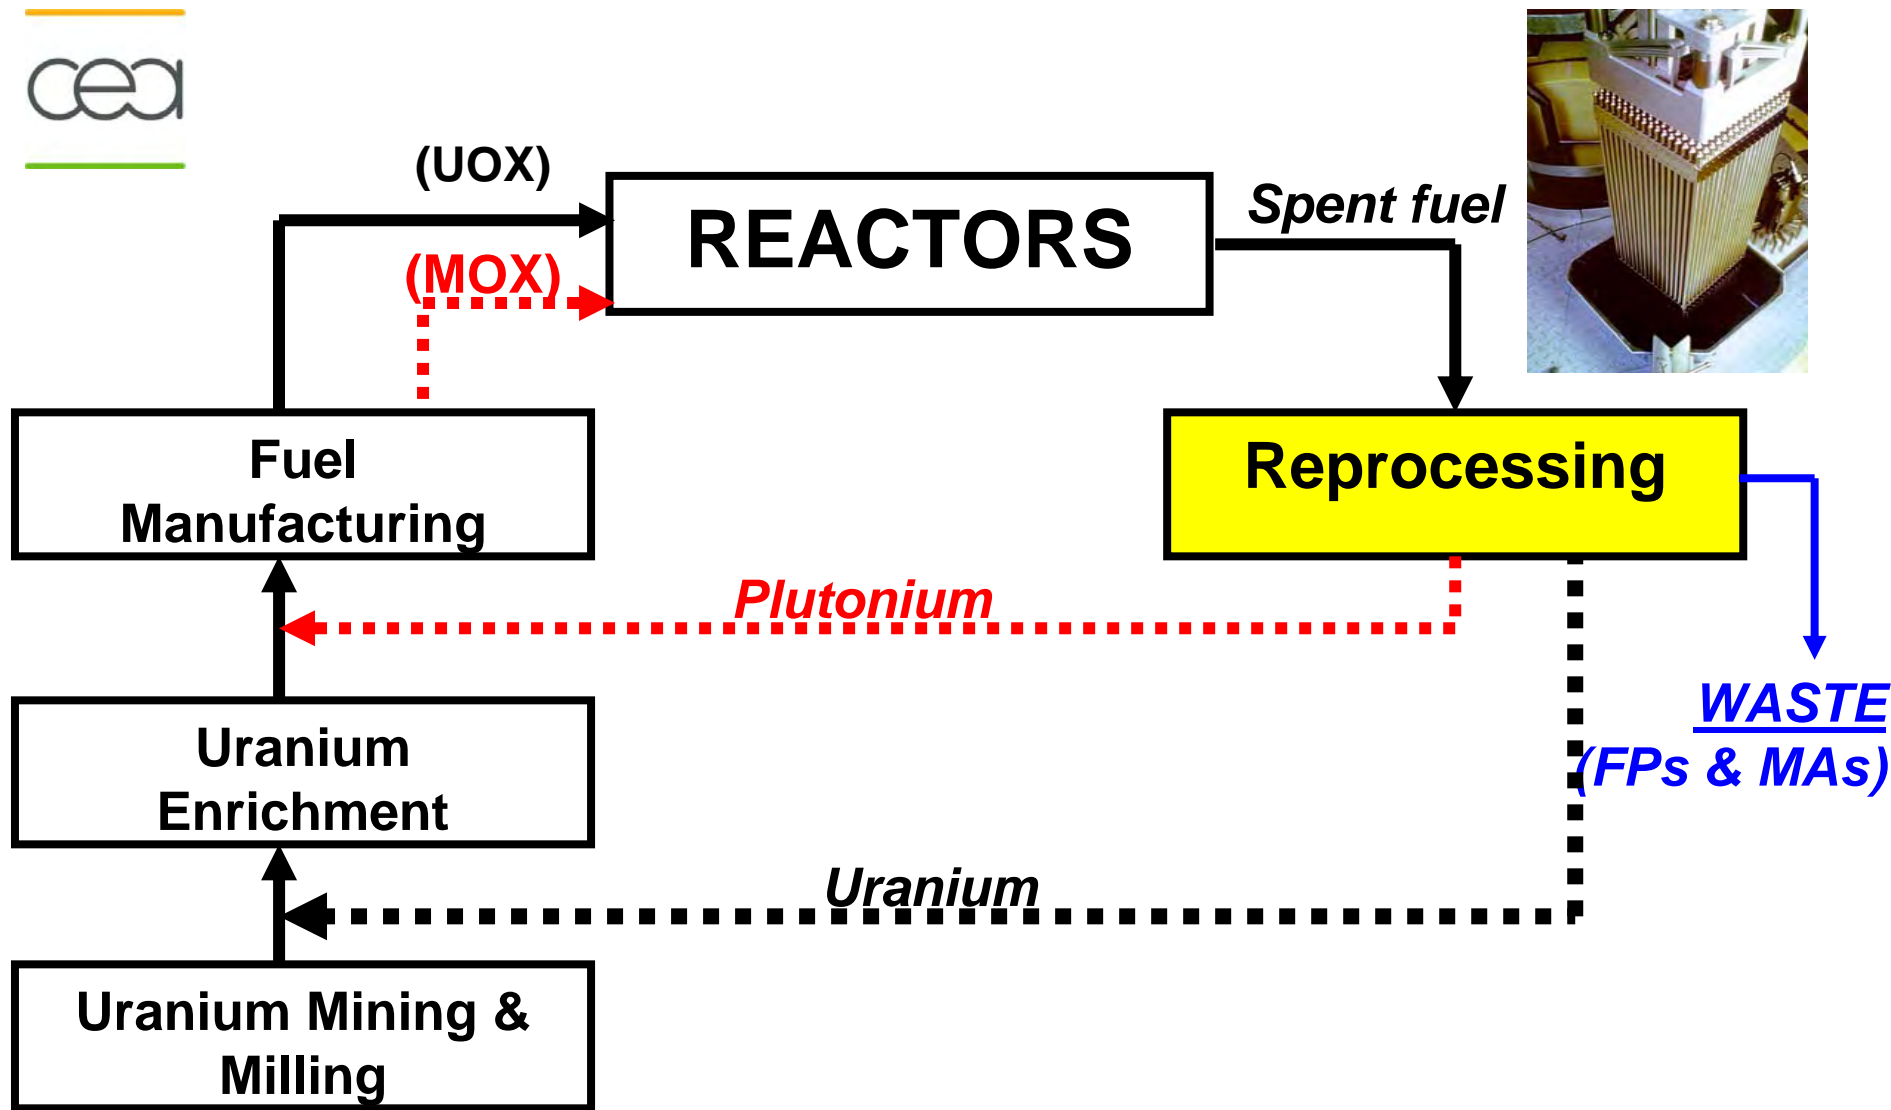 cea
(UOX)
REACTORS
Spent fuel
(MOX)
Fuel
Manufacturing
Reprocessing
Plutonium
WASTE
(FPs & MAs)
Uranium
Enrichment
Uranium
Uranium Mining &
Milling